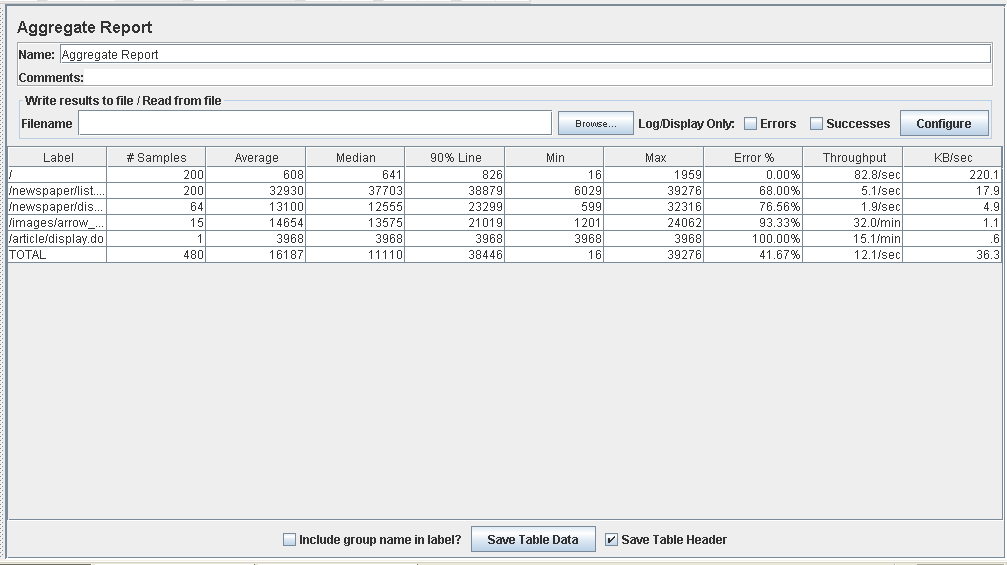 Aggregate Report
Name: Aggregate Report
Comments:
Write results to file / Read from file
Filename Browse... Log/Display Only: Errors Successes Configure
Label # Samples Average Median 90% Line Min Max Error % Throughput KB/sec
/ 200 608 641 826 16 1959 0.00% 82.8/sec 220.1
/newspaper/list.... 200 32930 37703 38879 6029 39276 68.00% 5.1/sec 17.9
/newspaper/dis... 64 13100 12555 23299 599 32316 76.56% 1.9/sec 4.9
/images/arrow_... 15 14654 13575 21019 1201 24062 93.33% 32.0/min 1.1
/article/display.do 1 3968 3968 3968 3968 3968 100.00% 15.1/min .6
TOTAL 480 16187 11110 38446 16 39276 41.67% 12.1/sec 36.3
Include group name in label? Save Table Data Save Table Header